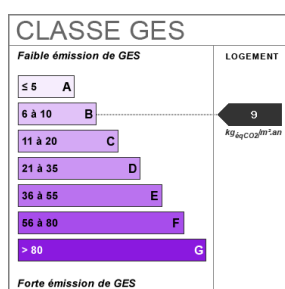 CLASSE GES
Faible émission de GES
LOGEMENT
≤ 5 A
6 à 10 B
9
kgéqCO2/m².an
11 à 20 C
21 à 35 D
36 à 55 E
56 à 80 F
> 80 G
Forte émission de GES